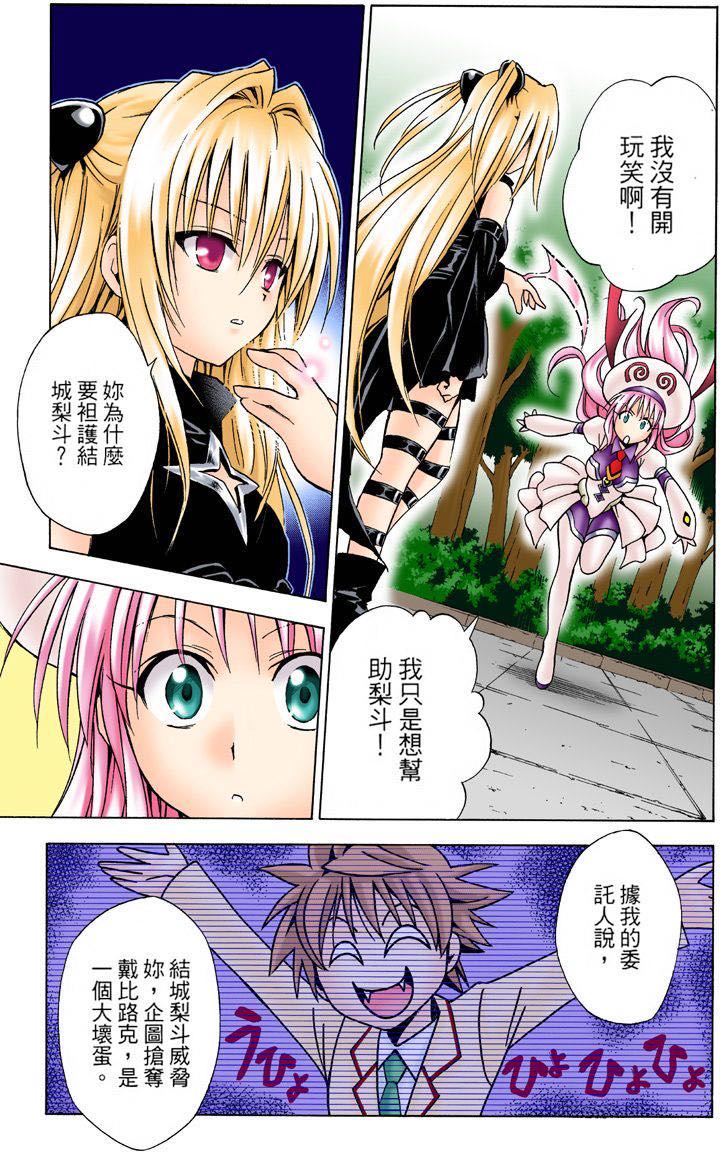 我沒有開
玩笑啊！
我只是想幫
助梨斗！
妳為什麼
要袒護結
城梨斗？
據我的委
託人說，
結城梨斗威脅
妳，企圖搶奪
戴比路克，是
一個大壞蛋。
うひょ
ひょひょ